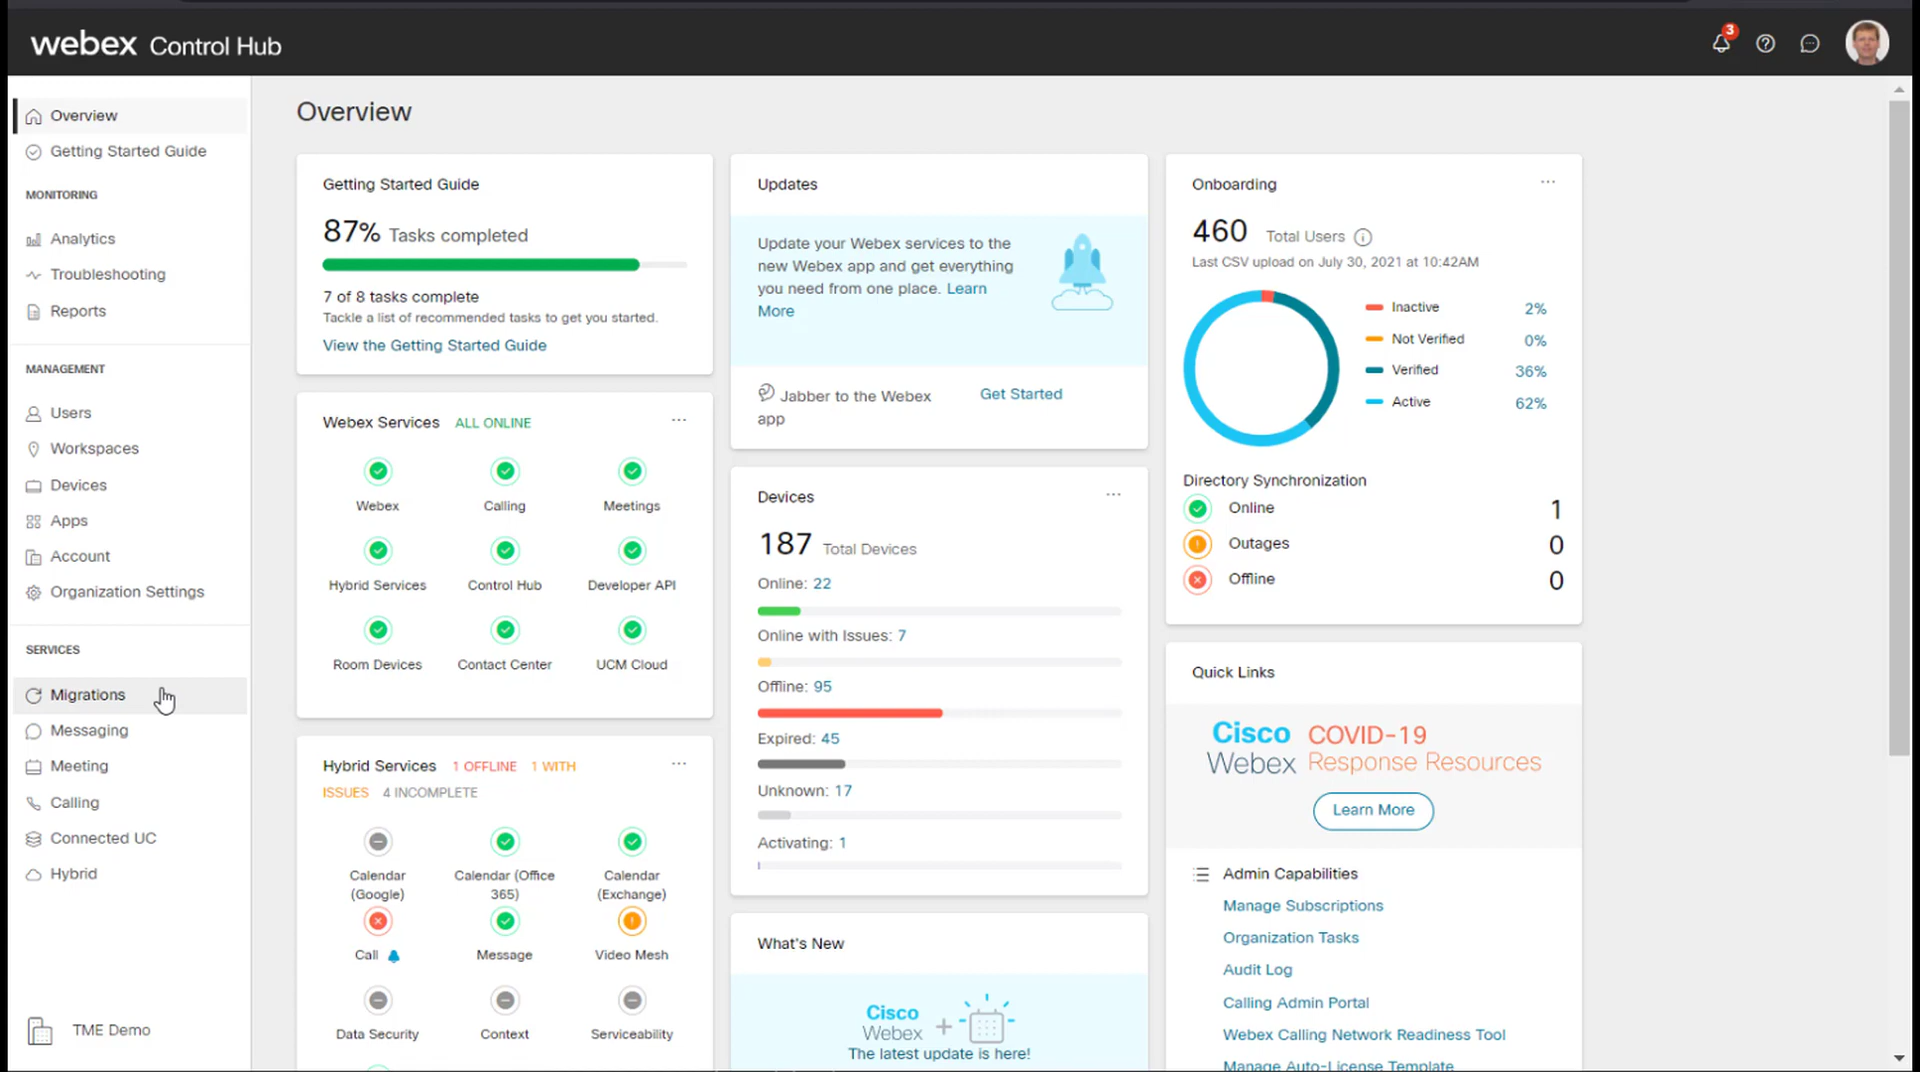 webex Control Hub
3
Overview
Getting Started Guide
MONITORING
Analytics
Troubleshooting
Reports
MANAGEMENT
Users
Workspaces
Devices
Apps
Account
Organization Settings
SERVICES
Migrations
Messaging
Meeting
Calling
Connected UC
Hybrid
TME Demo
Overview
Getting Started Guide
87% Tasks completed
7 of 8 tasks complete
Tackle a list of recommended tasks to get you started.
View the Getting Started Guide
Webex Services ALL ONLINE
Webex Calling Meetings
Hybrid Services Control Hub Developer API
Room Devices Contact Center UCM Cloud
Hybrid Services 1 OFFLINE 1 WITH
ISSUES 4 INCOMPLETE
Calendar Calendar (Office Calendar
(Google) 365) (Exchange)
Call Message Video Mesh
Data Security Context Serviceability
Updates
Update your Webex services to the
new Webex app and get everything
you need from one place. Learn
More
Jabber to the Webex Get Started
app
Devices
187 Total Devices
Online: 22
Online with Issues: 7
Offline: 95
Expired: 45
Unknown: 17
Activating: 1
What's New
Cisco
Webex +
The latest update is here!
Onboarding
460 Total Users
Last CSV upload on July 30, 2021 at 10:42AM
Inactive 2%
Not Verified 0%
Verified 36%
Active 62%
Directory Synchronization
Online 1
Outages 0
Offline 0
Quick Links
Cisco COVID-19
Webex Response Resources
Learn More
Admin Capabilities
Manage Subscriptions
Organization Tasks
Audit Log
Calling Admin Portal
Webex Calling Network Readiness Tool
Manage Auto-License Template